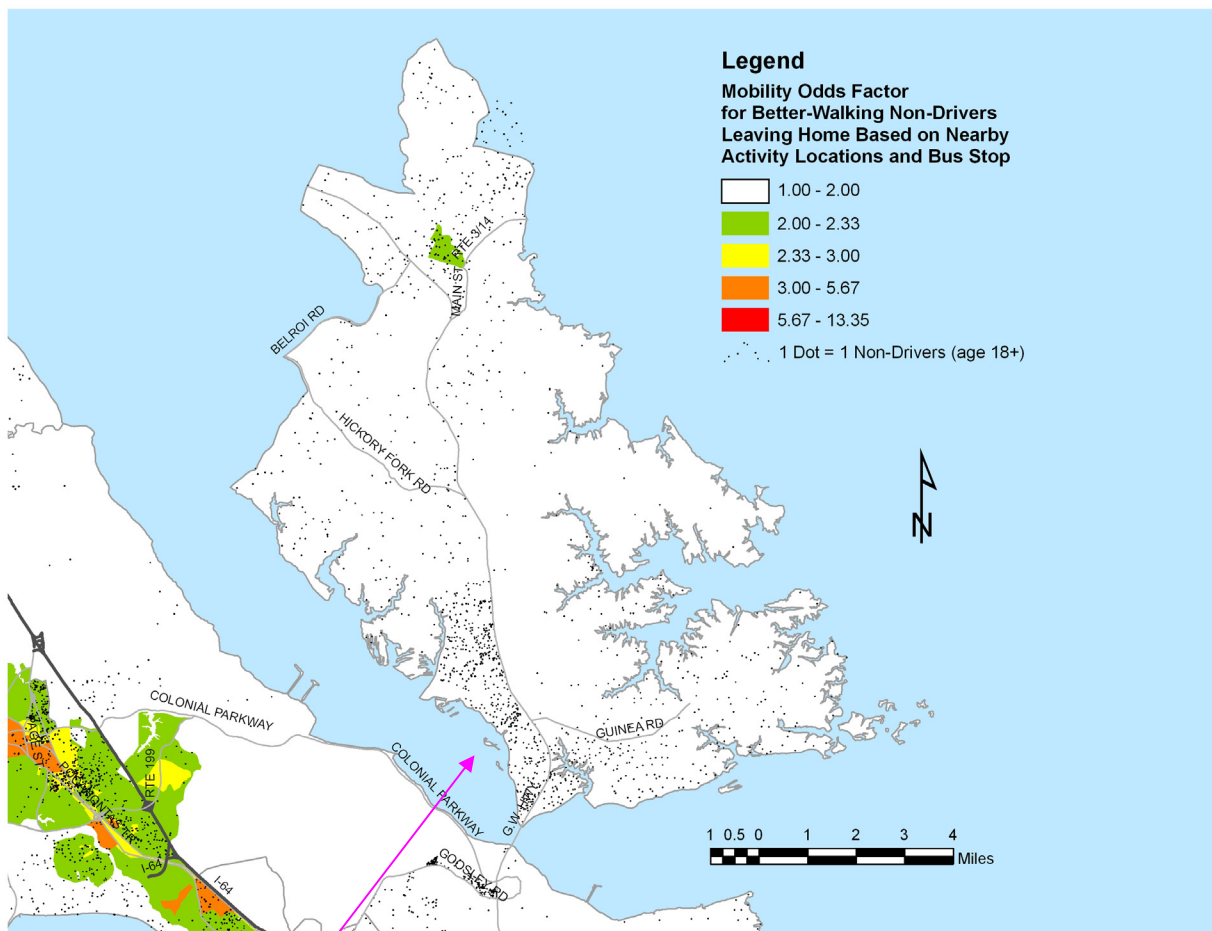 Legend
Mobility Odds Factor
for Better-Walking Non-Drivers
Leaving Home Based on Nearby
Activity Locations and Bus Stop
1.00 - 2.00
2.00 - 2.33
2.33 - 3.00
3.00 - 5.67
5.67 - 13.35
1 Dot = 1 Non-Drivers (age 18+)
RTE 3/14
MAIN ST
BELROI RD
HICKORY FORK RD
N
COLONIAL PARKWAY
GUINEA RD
COLONIAL PARKWAY
RTE 199
G.W. HWY
1 0.5 0 1 2 3 4
Miles
GODSLEY RD
I-64
I-64